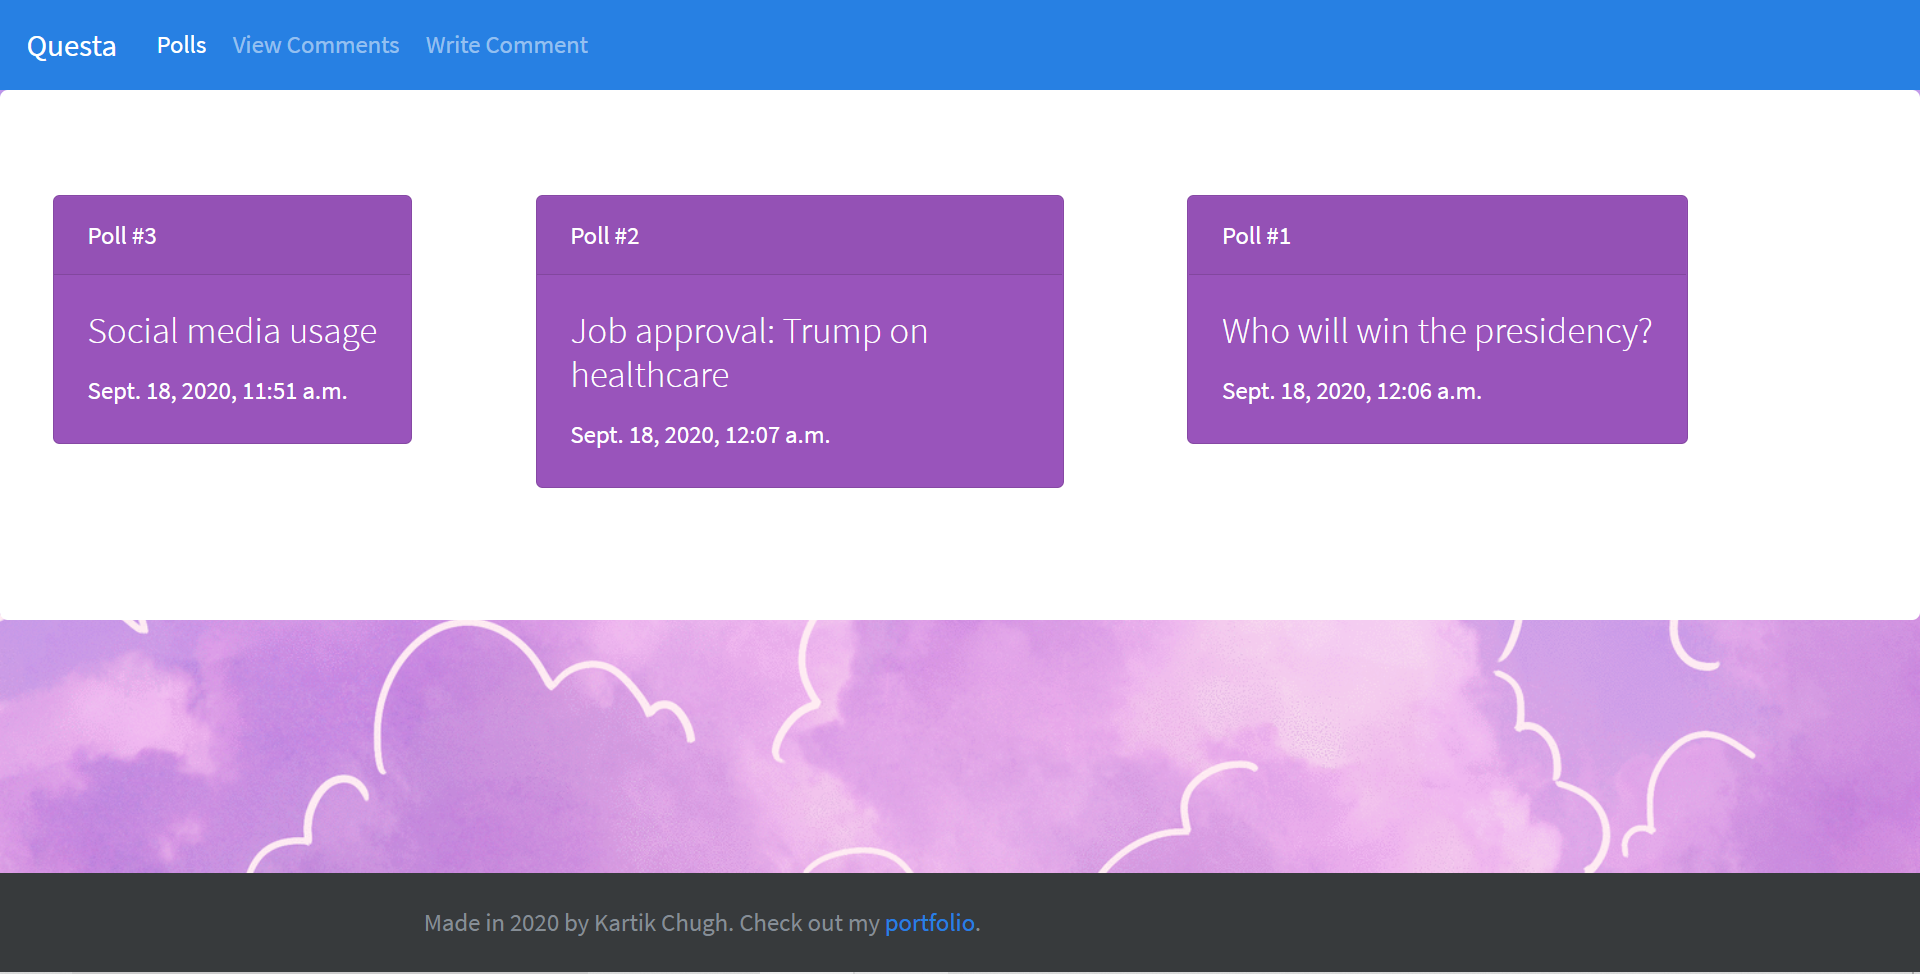 Questa Polls View Comments Write Comment
Poll #3
Social media usage
Sept. 18, 2020, 11:51 a.m.
Poll #2
Job approval: Trump on
healthcare
Sept. 18, 2020, 12:07 a.m.
Poll #1
Who will win the presidency?
Sept. 18, 2020, 12:06 a.m.
Made in 2020 by Kartik Chugh. Check out my portfolio.